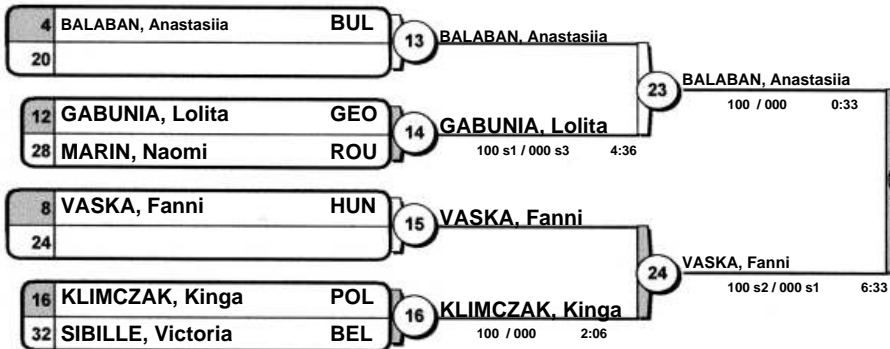 4 BALABAN, Anastasiia BUL
20
13 BALABAN, Anastasiia
12 GABUNIA, Lolita GEO
28 MARIN, Naomi ROU
14 GABUNIA, Lolita
100 s1 / 000 s3 4:36
23 BALABAN, Anastasiia
100 / 000 0:33
8 VASKA, Fanni HUN
24
15 VASKA, Fanni
16 KLIMCZAK, Kinga POL
32 SIBILLE, Victoria BEL
16 KLIMCZAK, Kinga
100 / 000 2:06
24 VASKA, Fanni
100 s2 / 000 s1 6:33